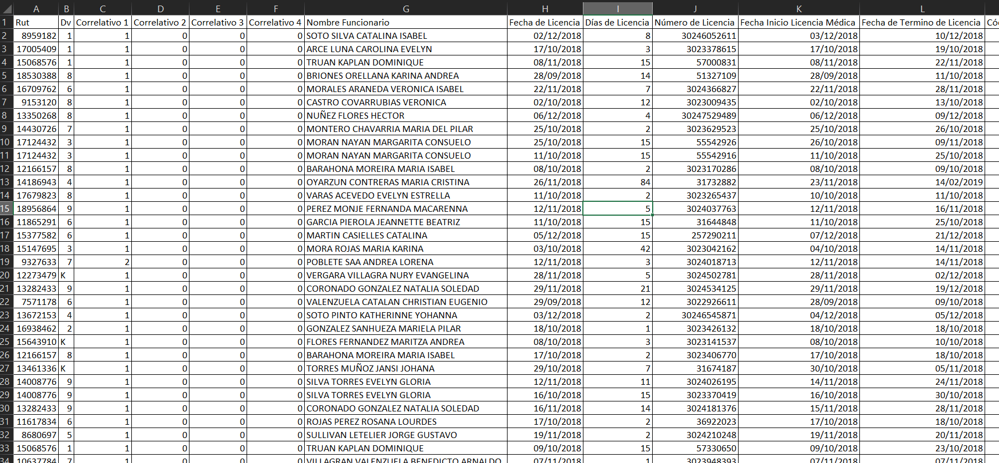 A B C D E F G H I J K L
1 Rut Dv Correlativo 1 Correlativo 2 Correlativo 3 Correlativo 4 Nombre Funcionario Fecha de Licencia Días de Licencia Número de Licencia Fecha Inicio Licencia Médica Fecha de Termino de Licencia Có
2 8959182 1 1 0 0 0 SOTO SILVA CATALINA ISABEL 02/12/2018 8 30246052611 03/12/2018 10/12/2018
3 17005409 1 1 0 0 0 ARCE LUNA CAROLINA EVELYN 17/10/2018 3 3023378615 17/10/2018 19/10/2018
4 15068576 1 1 0 0 0 TRUAN KAPLAN DOMINIQUE 08/11/2018 15 57000831 08/11/2018 22/11/2018
5 18530388 8 1 0 0 0 BRIONES ORELLANA KARINA ANDREA 28/09/2018 14 51327109 28/09/2018 11/10/2018
6 16709762 6 1 0 0 0 MORALES ARANEDA VERONICA ISABEL 22/11/2018 7 3024366827 22/11/2018 28/11/2018
7 9153120 8 1 0 0 0 CASTRO COVARRUBIAS VERONICA 02/10/2018 12 3023009435 02/10/2018 13/10/2018
8 13350268 8 1 0 0 0 NUÑEZ FLORES HECTOR 06/12/2018 4 30247529489 06/12/2018 09/12/2018
9 14430726 7 1 0 0 0 MONTERO CHAVARRIA MARIA DEL PILAR 25/10/2018 2 3023629523 25/10/2018 26/10/2018
10 17124432 3 1 0 0 0 MORAN NAYAN MARGARITA CONSUELO 25/10/2018 15 55542926 26/10/2018 09/11/2018
11 17124432 3 1 0 0 0 MORAN NAYAN MARGARITA CONSUELO 11/10/2018 15 55542916 11/10/2018 25/10/2018
12 12166157 8 1 0 0 0 BARAHONA MOREIRA MARIA ISABEL 08/10/2018 2 3023170286 08/10/2018 09/10/2018
13 14186943 4 1 0 0 0 OYARZUN CONTRERAS MARIA CRISTINA 26/11/2018 84 31732882 23/11/2018 14/02/2019
14 17679823 8 1 0 0 0 VARAS ACEVEDO EVELYN ESTRELLA 11/10/2018 2 3023265437 10/10/2018 11/10/2018
15 18956864 9 1 0 0 0 PEREZ MONJE FERNANDA MACARENNA 12/11/2018 5 3024037763 12/11/2018 16/11/2018
16 11865291 6 1 0 0 0 GARCIA PIEROLA JEANNETTE BEATRIZ 11/10/2018 15 31644848 11/10/2018 25/10/2018
17 15377582 6 1 0 0 0 MARTIN CASIELLES CATALINA 05/12/2018 15 257290211 07/12/2018 21/12/2018
18 15147695 3 1 0 0 0 MORA ROJAS MARIA KARINA 03/10/2018 42 3023042162 04/10/2018 14/11/2018
19 9327633 7 2 0 0 0 POBLETE SAA ANDREA LORENA 12/11/2018 3 3024018713 12/11/2018 14/11/2018
20 12273479 K 1 0 0 0 VERGARA VILLAGRA NURY EVANGELINA 28/11/2018 5 3024502781 28/11/2018 02/12/2018
21 13282433 9 1 0 0 0 CORONADO GONZALEZ NATALIA SOLEDAD 29/11/2018 21 3024534125 29/11/2018 19/12/2018
22 7571178 6 1 0 0 0 VALENZUELA CATALAN CHRISTIAN EUGENIO 29/09/2018 12 3022926611 28/09/2018 09/10/2018
23 13672153 4 1 0 0 0 SOTO PINTO KATHERINNE YOHANNA 03/12/2018 2 30246545871 04/12/2018 05/12/2018
24 16938462 2 1 0 0 0 GONZALEZ SANHUEZA MARIELA PILAR 18/10/2018 1 3023426132 18/10/2018 18/10/2018
25 15643910 K 1 0 0 0 FLORES FERNANDEZ MARITZA ANDREA 08/10/2018 3 3023141537 08/10/2018 10/10/2018
26 12166157 8 1 0 0 0 BARAHONA MOREIRA MARIA ISABEL 17/10/2018 2 3023406770 17/10/2018 18/10/2018
27 13461336 K 1 0 0 0 TORRES MUÑOZ JANSI JOHANA 29/10/2018 7 31674187 30/10/2018 05/11/2018
28 14008776 9 1 0 0 0 SILVA TORRES EVELYN GLORIA 12/11/2018 11 3024026195 14/11/2018 24/11/2018
29 14008776 9 1 0 0 0 SILVA TORRES EVELYN GLORIA 16/10/2018 15 3023370419 16/10/2018 30/10/2018
30 13282433 9 1 0 0 0 CORONADO GONZALEZ NATALIA SOLEDAD 16/11/2018 14 3024181376 15/11/2018 28/11/2018
31 11617834 6 1 0 0 0 ROJAS PEREZ ROSANA LOURDES 17/10/2018 2 36922023 17/10/2018 18/10/2018
32 8680697 5 1 0 0 0 SULLIVAN LETELIER JORGE GUSTAVO 19/11/2018 2 3024210248 19/11/2018 20/11/2018
33 15068576 1 1 0 0 0 TRUAN KAPLAN DOMINIQUE 09/10/2018 15 57330650 09/10/2018 23/10/2018
34 10637784 7 1 0 0 0 VILLAGRAN VALENZUELA BENEDICTO ARNALDO 07/11/2018 1 3023948393 07/11/2018 07/11/2018